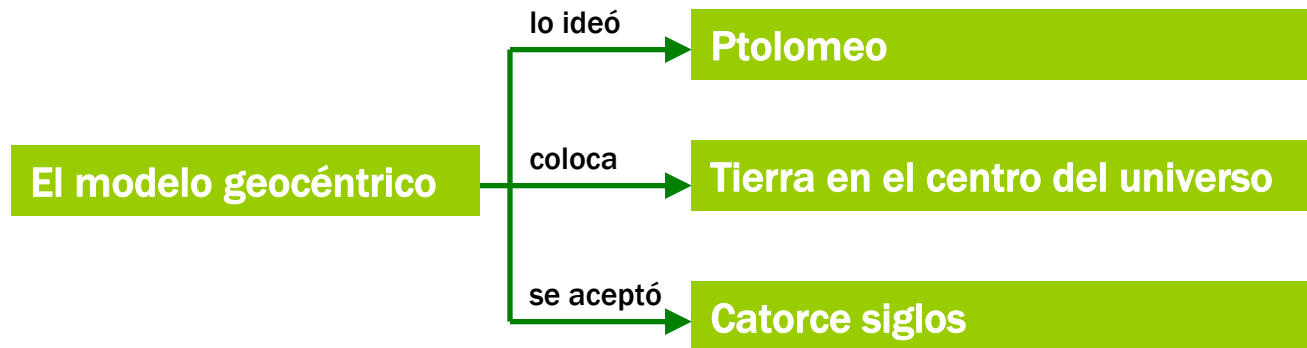 lo ideó
Ptolomeo
El modelo geocéntrico
coloca
Tierra en el centro del universo
se aceptó
Catorce siglos